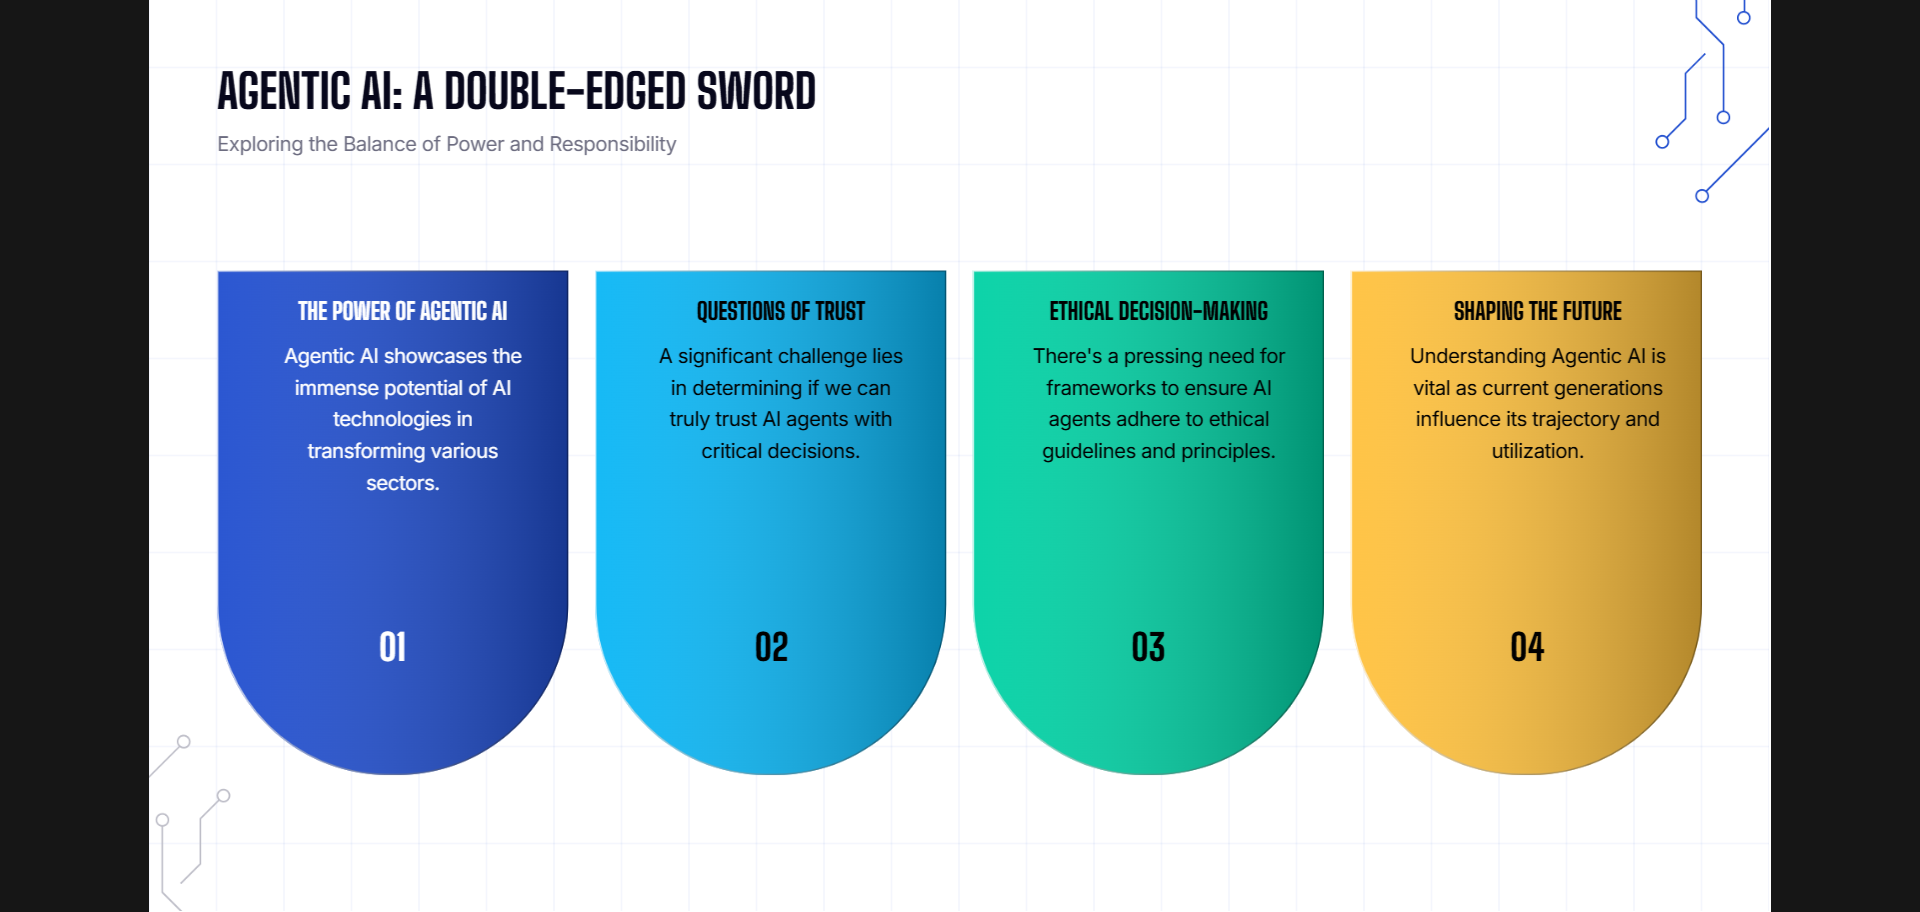 AGENTIC AI: A DOUBLE-EDGED SWORD
Exploring the Balance of Power and Responsibility
THE POWER OF AGENTIC AI
Agentic AI showcases the
immense potential of AI
technologies in
transforming various
sectors.
01
QUESTIONS OF TRUST
A significant challenge lies
in determining if we can
truly trust AI agents with
critical decisions.
02
ETHICAL DECISION-MAKING
There's a pressing need for
frameworks to ensure AI
agents adhere to ethical
guidelines and principles.
03
SHAPING THE FUTURE
Understanding Agentic AI is
vital as current generations
influence its trajectory and
utilization.
04